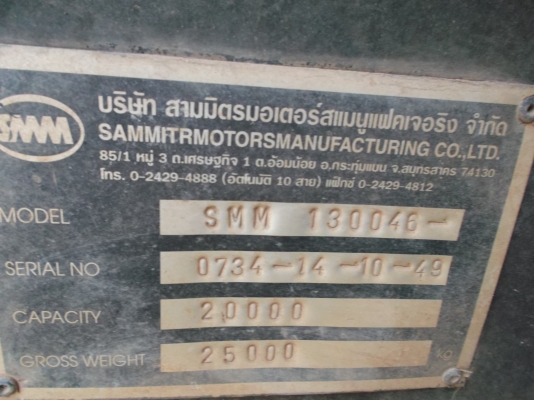 SMM
บริษัท สามมิตรมอเตอร์สแมนูแฟคเจอริง จำกัด
SAMMITRMOTORSMANUFACTURING CO.,LTD.
85/1 หมู่ 3 ถ.เศรษฐกิจ 1 ต.อ้อมน้อย อ.กระทุ่มแบน จ.สมุทรสาคร 74130
โทร. 0-2429-4888 (อัตโนมัติ 10 สาย) แฟ็กซ์ 0-2429-4812
MODEL SMM 130046-
SERIAL NO 0734-14-10-49
CAPACITY 20000
GROSS WEIGHT 25000 KG